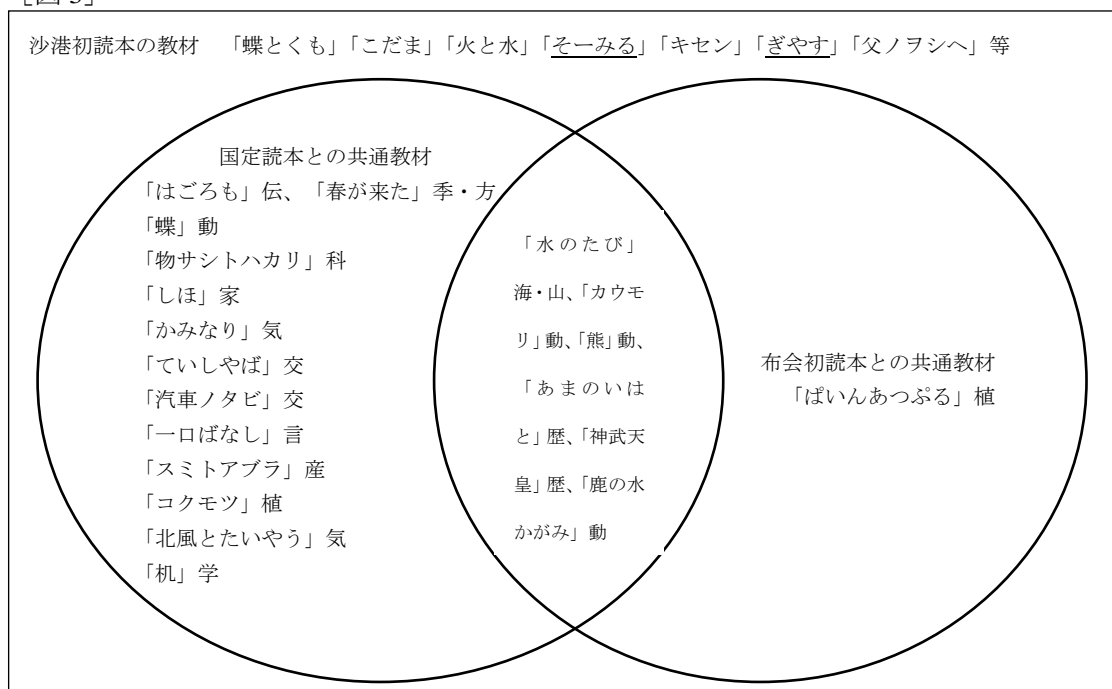 沙港初読本の教材　「蝶とくも」「こだま」「火と水」「そーみる」「キセン」「ぎやす」「父ノヲシヘ」等
国定読本との共通教材
「はごろも」伝、「春が来た」季・方
「蝶」動
「物サシトハカリ」科
「しほ」家
「かみなり」気
「ていしやば」交
「汽車ノタビ」交
「一口ばなし」言
「スミトアブラ」産
「コクモツ」植
「北風とたいやう」気
「机」学
「水のたび」
海・山、「カウモ
リ」動、「熊」動、
「あまのいは
と」歴、「神武天
皇」歴、「鹿の水
かがみ」動
布会初読本との共通教材
「ぱいんあつぷる」植